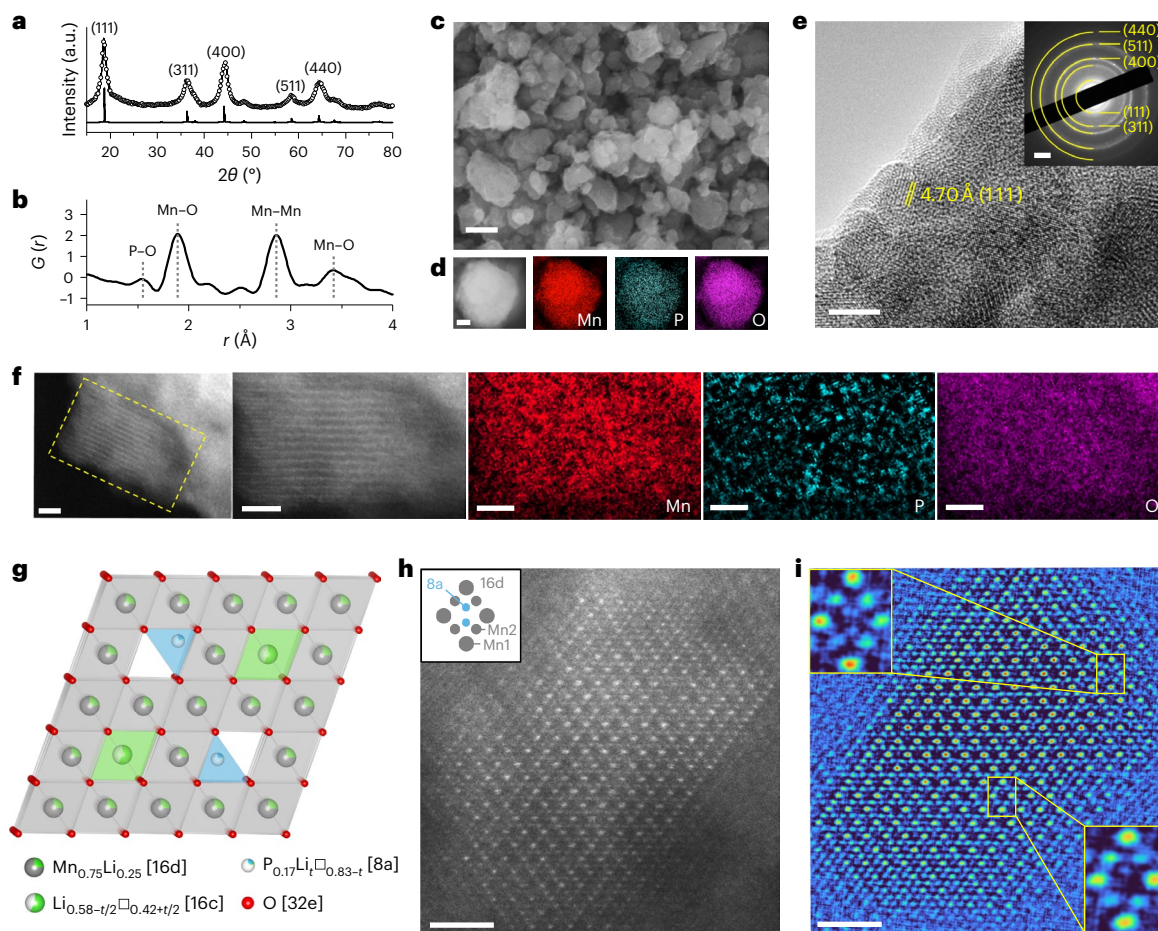 a
Intensity (a.u.)
(111)
(311)
(400)
(511)
(440)
20 30 40 50 60 70 80
2θ (°)
b
G (r)
3
2
1
0
–1
P–O
Mn–O
Mn–Mn
Mn–O
1 2 3 4
r (Å)
c
d
Mn
P
O
e
4.70 Å (111)
(440)
(511)
(400)
(111)
(311)
f
Mn
P
O
g
Mn0.75Li0.25 [16d]
P0.17Lit□0.83–t [8a]
Li0.58–t/2□0.42+t/2 [16c]
O [32e]
h
8a
16d
Mn2
Mn1
i